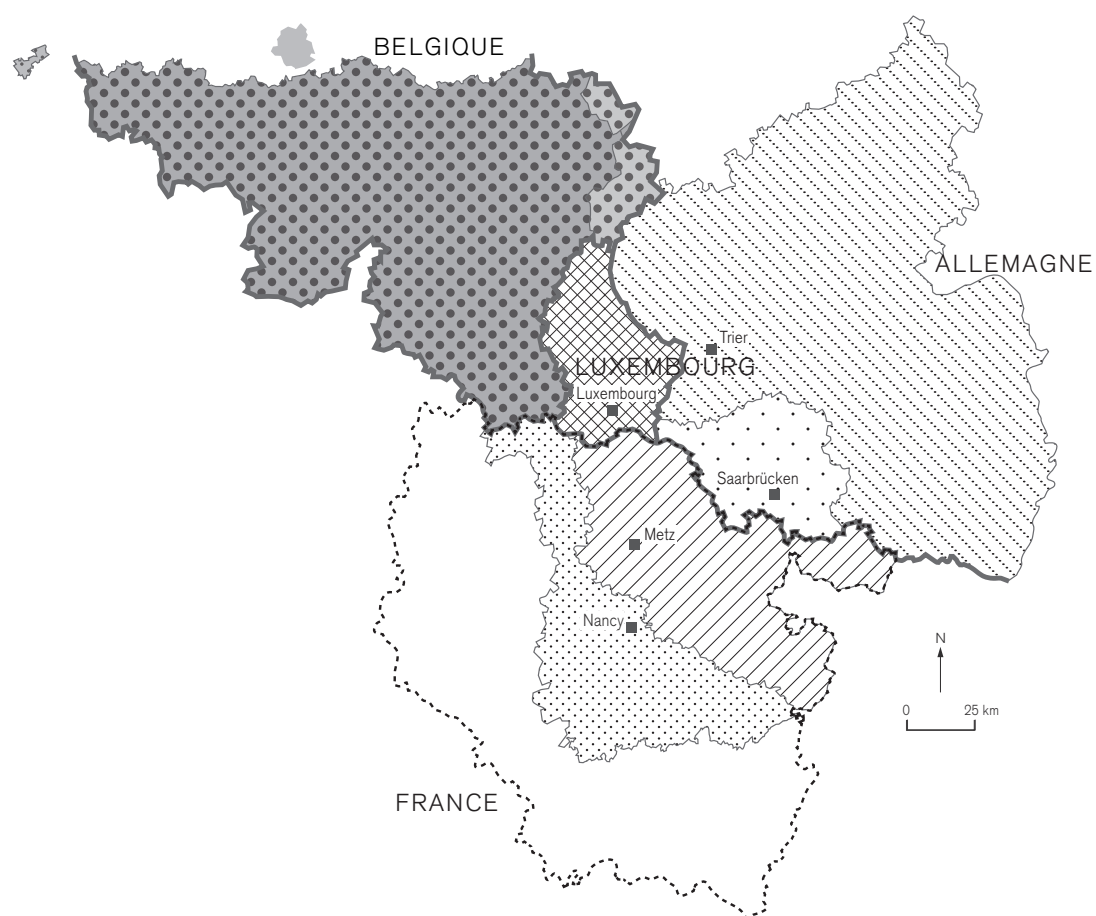 BELGIQUE
ALLEMAGNE
Trier
LUXEMBOURG
Luxembourg
Saarbrücken
Metz
Nancy
N
0 25 km
FRANCE